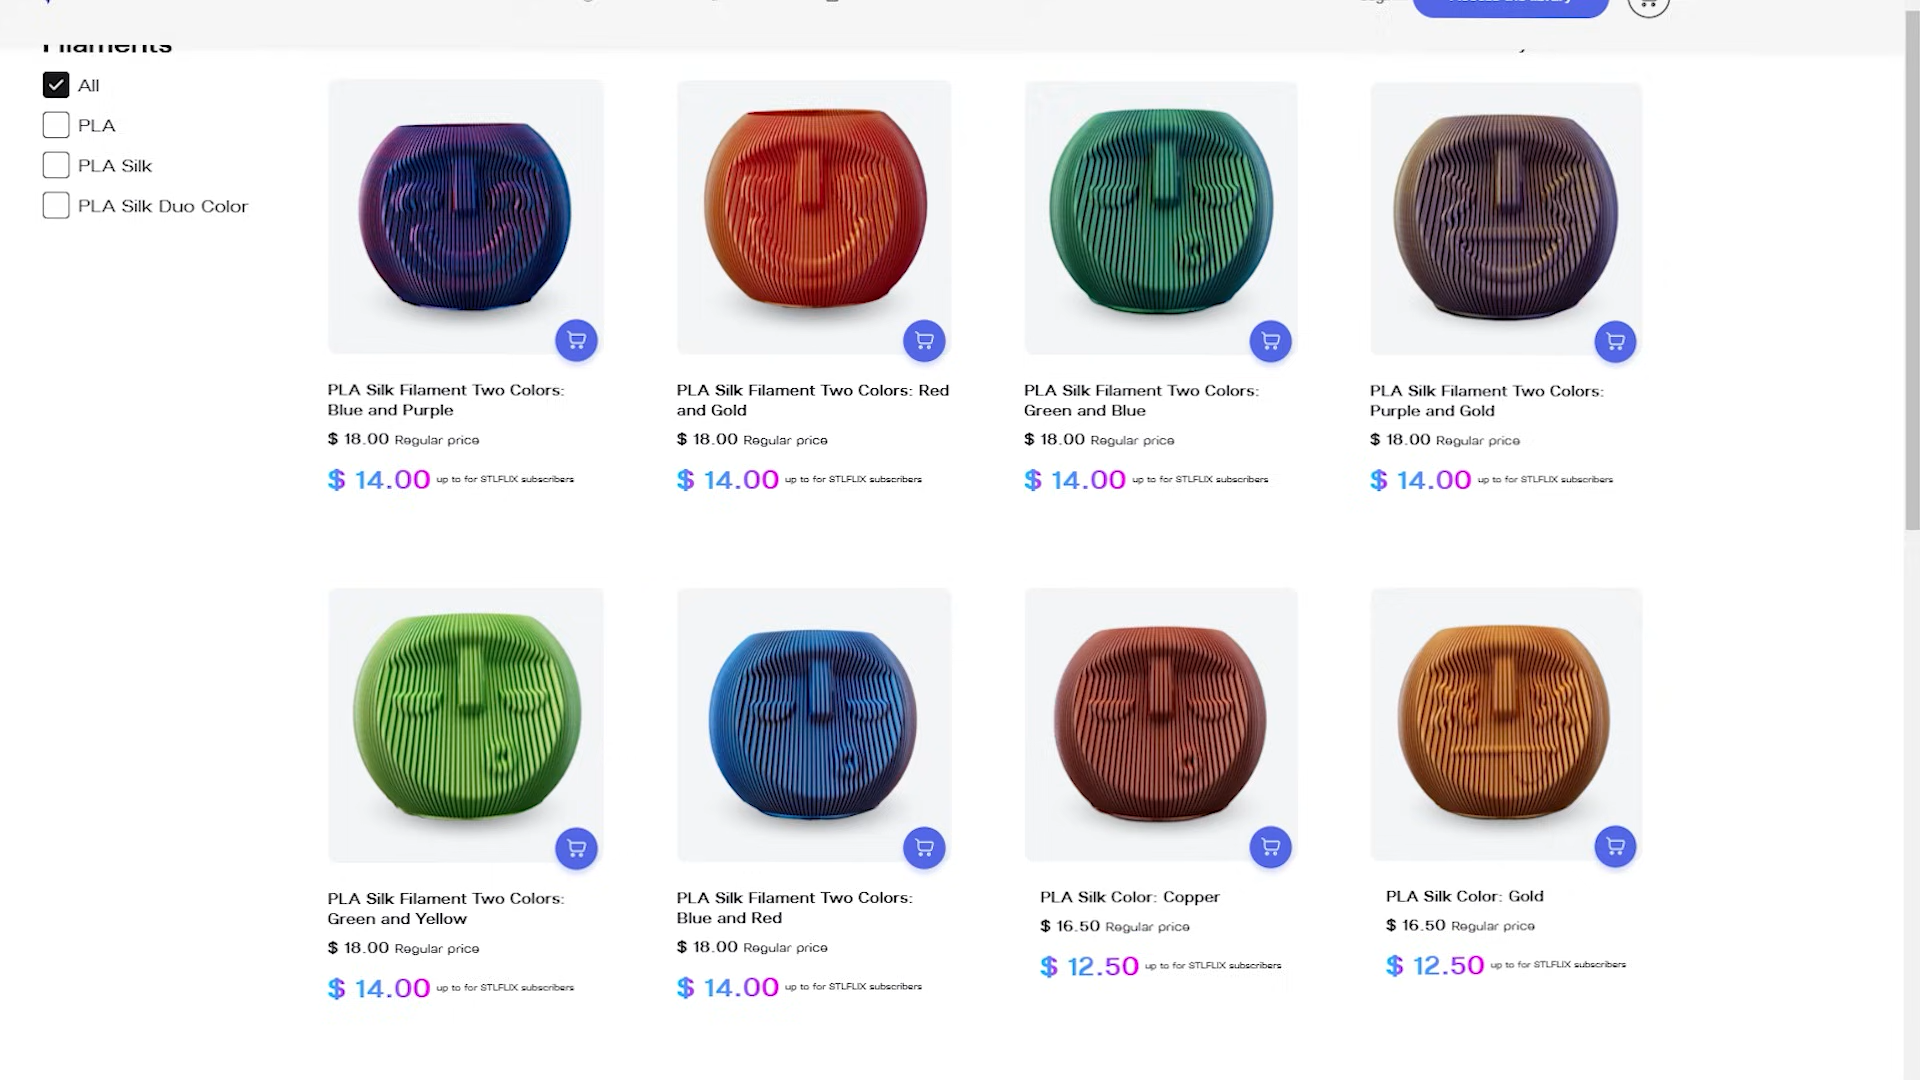 Filaments
All
PLA
PLA Silk
PLA Silk Duo Color
PLA Silk Filament Two Colors:
Blue and Purple
$ 18.00 Regular price
$ 14.00 up to for STLFLIX subscribers
PLA Silk Filament Two Colors: Red
and Gold
$ 18.00 Regular price
$ 14.00 up to for STLFLIX subscribers
PLA Silk Filament Two Colors:
Green and Blue
$ 18.00 Regular price
$ 14.00 up to for STLFLIX subscribers
PLA Silk Filament Two Colors:
Purple and Gold
$ 18.00 Regular price
$ 14.00 up to for STLFLIX subscribers
PLA Silk Filament Two Colors:
Green and Yellow
$ 18.00 Regular price
$ 14.00 up to for STLFLIX subscribers
PLA Silk Filament Two Colors:
Blue and Red
$ 18.00 Regular price
$ 14.00 up to for STLFLIX subscribers
PLA Silk Color: Copper
$ 16.50 Regular price
$ 12.50 up to for STLFLIX subscribers
PLA Silk Color: Gold
$ 16.50 Regular price
$ 12.50 up to for STLFLIX subscribers